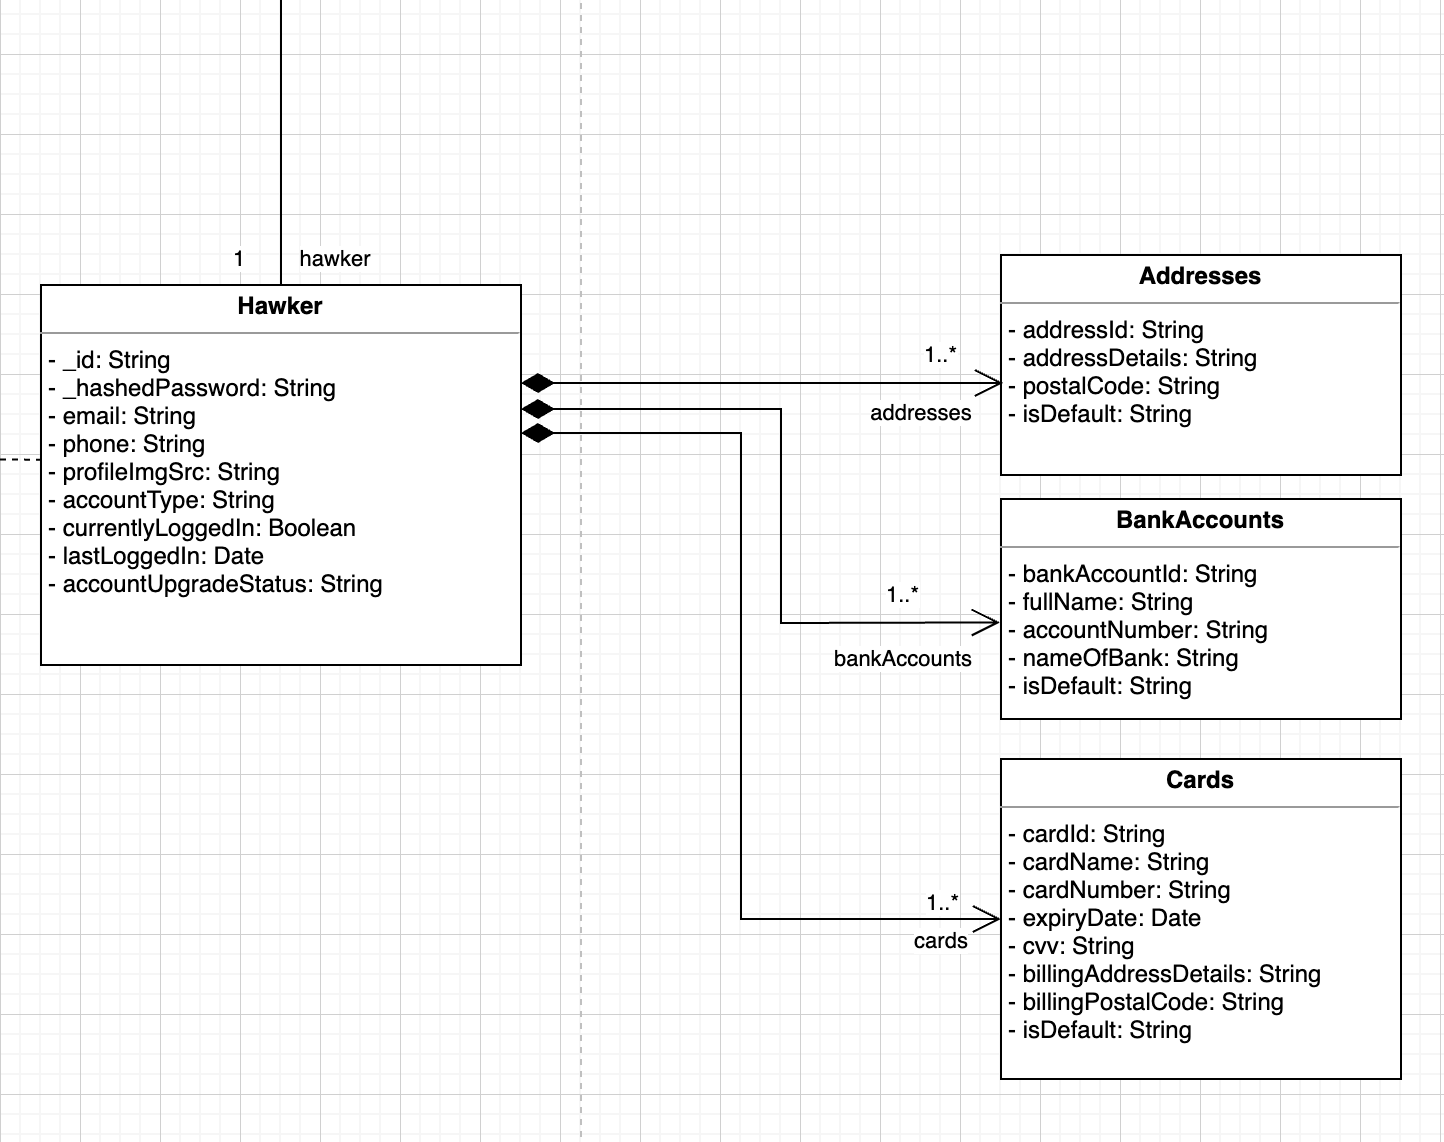 1
hawker
Hawker
- _id: String
- _hashedPassword: String
- email: String
- phone: String
- profileImgSrc: String
- accountType: String
- currentlyLoggedIn: Boolean
- lastLoggedIn: Date
- accountUpgradeStatus: String
1..*
addresses
Addresses
- addressId: String
- addressDetails: String
- postalCode: String
- isDefault: String
1..*
bankAccounts
BankAccounts
- bankAccountId: String
- fullName: String
- accountNumber: String
- nameOfBank: String
- isDefault: String
1..*
cards
Cards
- cardId: String
- cardName: String
- cardNumber: String
- expiryDate: Date
- cvv: String
- billingAddressDetails: String
- billingPostalCode: String
- isDefault: String